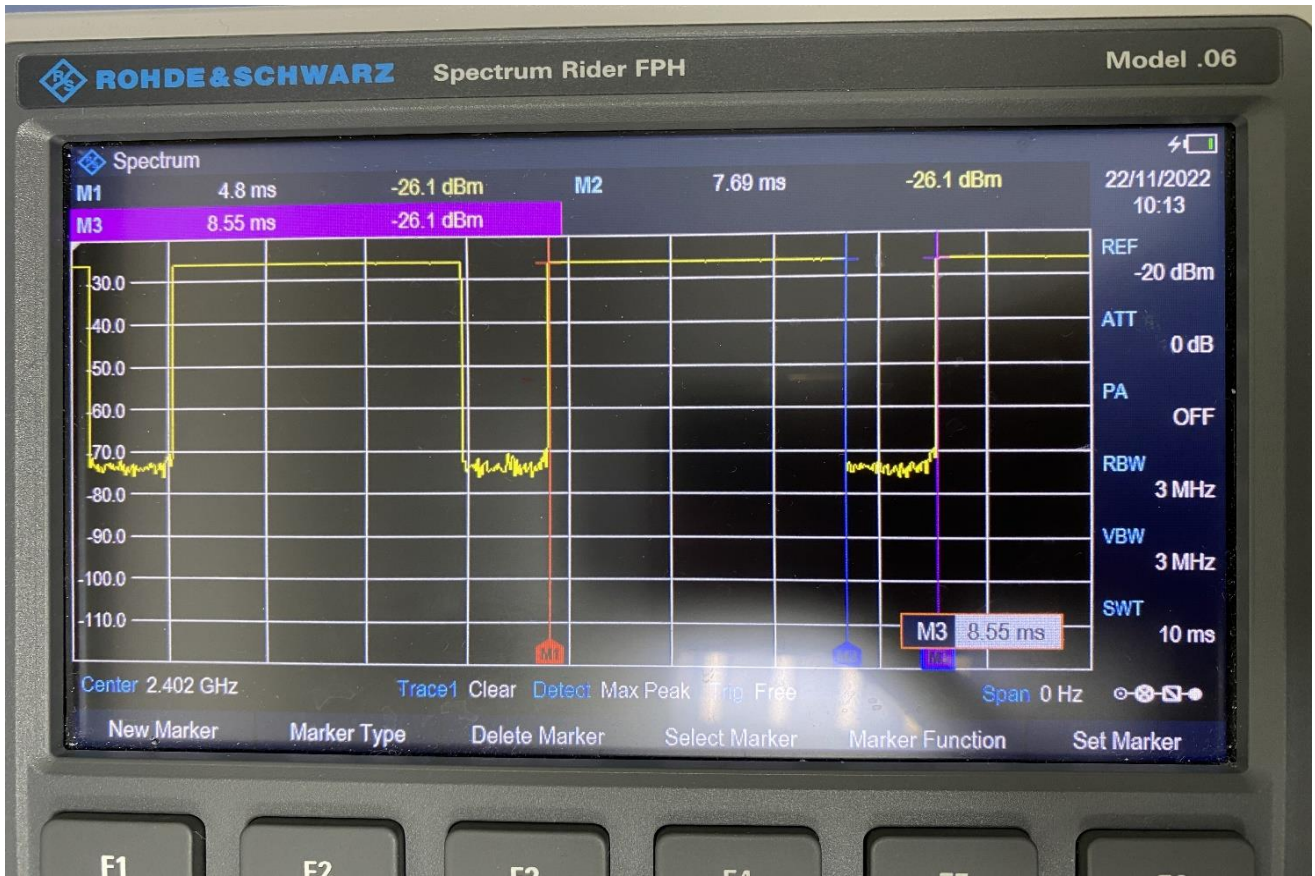 ROHDE&SCHWARZ Spectrum Rider FPH Model .06
Spectrum
M1 4.8 ms -26.1 dBm M2 7.69 ms -26.1 dBm
22/11/2022
M3 8.55 ms -26.1 dBm
10:13
REF
-20 dBm
-30.0
-40.0
ATT
0 dB
-50.0
PA
-60.0
OFF
-70.0
RBW
-80.0
3 MHz
-90.0
VBW
-100.0
3 MHz
-110.0
SWT
M3 8.55 ms
10 ms
M1
Center 2.402 GHz Trace1 Clear Detect Max Peak Trig Free Span 0 Hz
New Marker Marker Type Delete Marker Select Marker Marker Function Set Marker
F1 F2 F3 F4